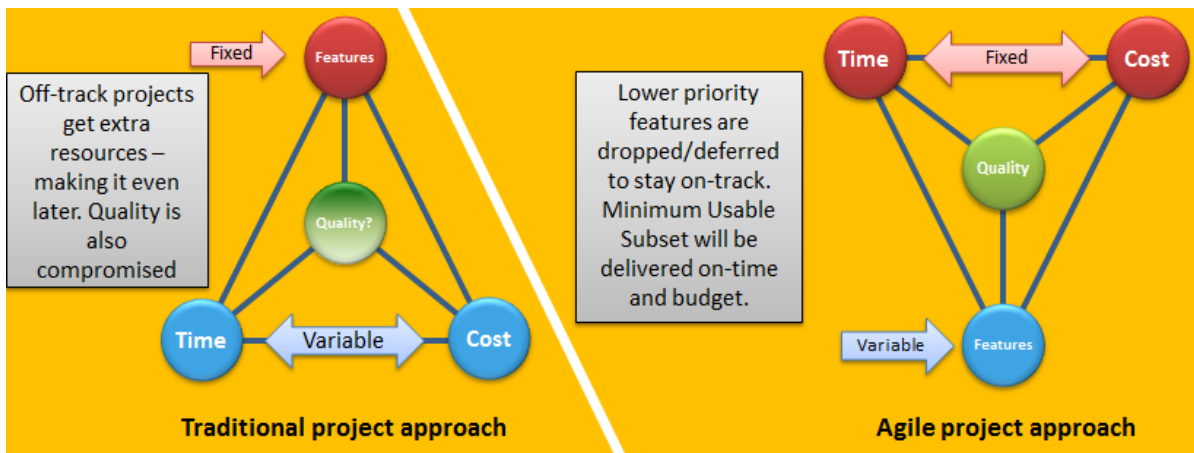 Fixed
Features
Off-track projects
get extra
resources –
making it even
later. Quality is
also
compromised
Quality?
Time
Variable
Cost
Traditional project approach
Time
Fixed
Cost
Lower priority
features are
dropped/deferred
to stay on-track.
Minimum Usable
Subset will be
delivered on-time
and budget.
Quality
Variable
Features
Agile project approach